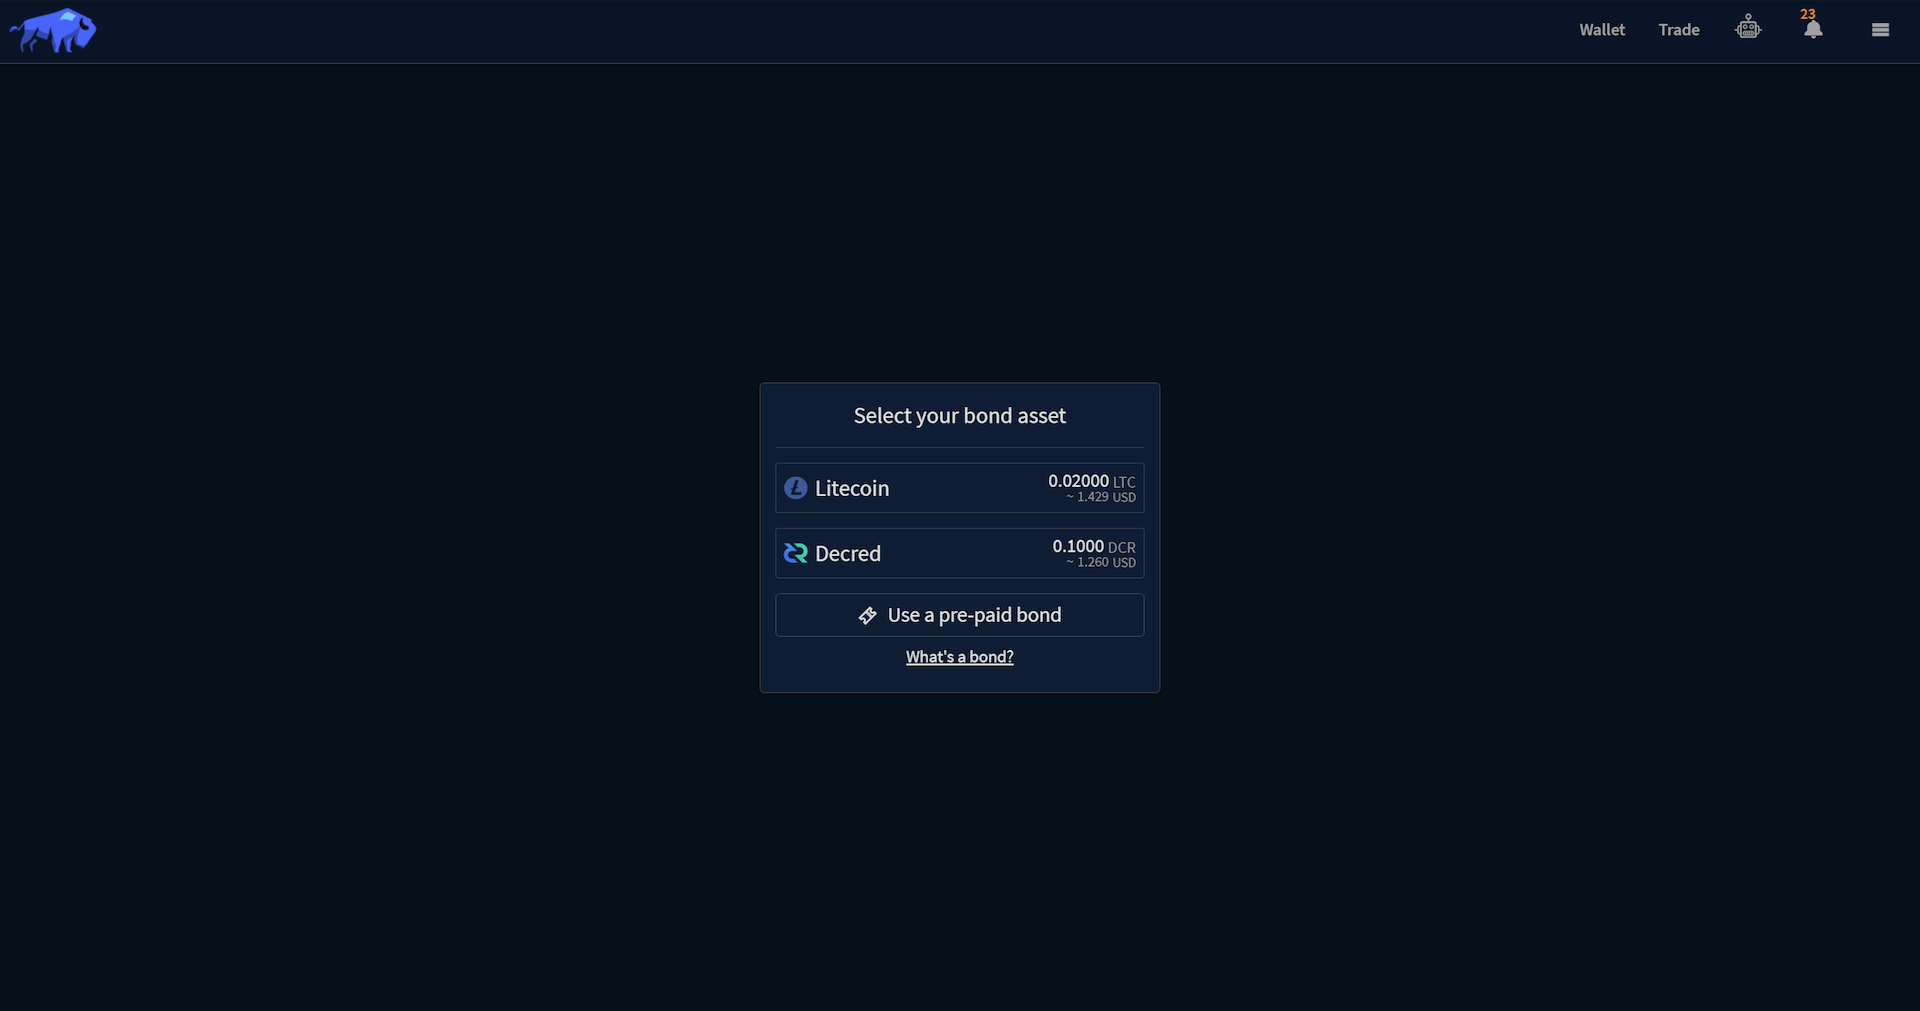 Wallet Trade 23
Select your bond asset
Litecoin 0.02000 LTC
~ 1.429 USD
Decred 0.1000 DCR
~ 1.260 USD
Use a pre-paid bond
What's a bond?